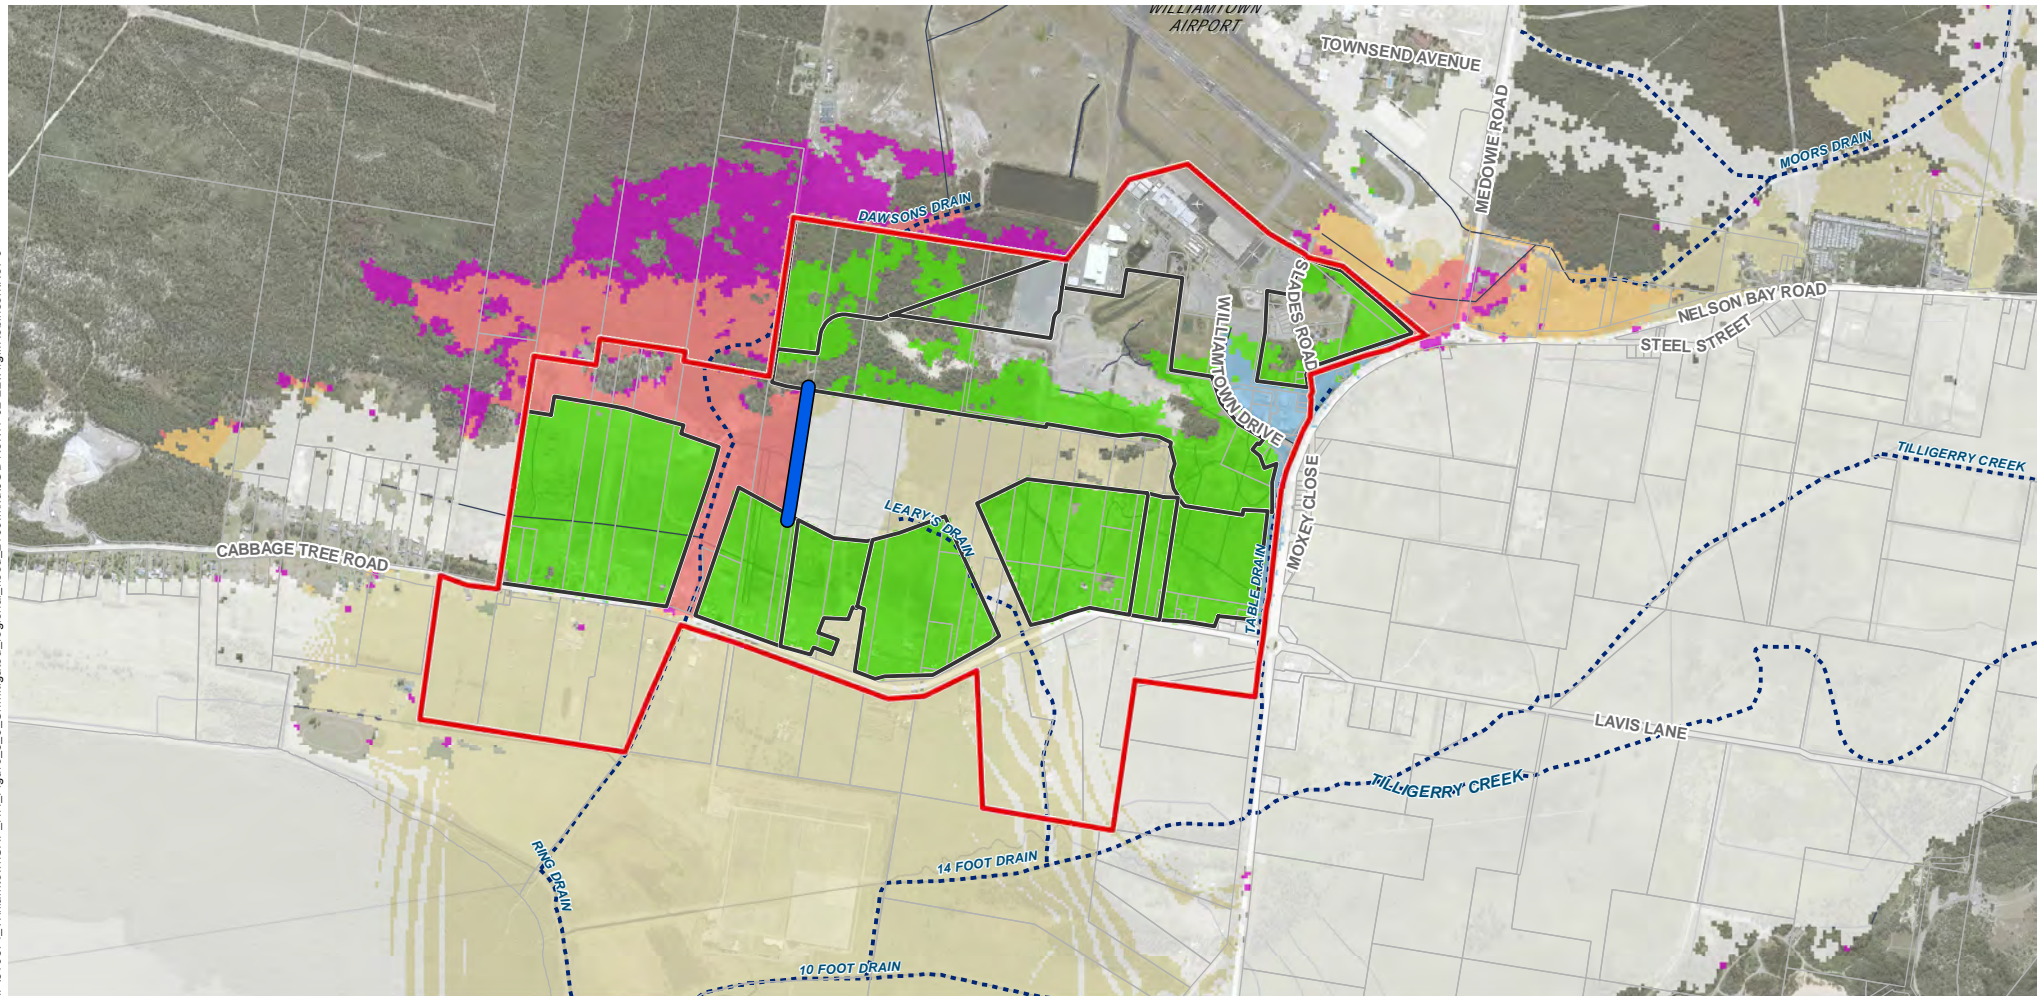 WILLIAMTOWN
AIRPORT
TOWNSEND AVENUE
MEDOWIE ROAD
MOORS DRAIN
DAWSONS DRAIN
SLADES ROAD
WILLIAMTOWN DRIVE
NELSON BAY ROAD
STEEL STREET
TILLIGERRY CREEK
MOXEY CLOSE
LEARY'S DRAIN
CABBAGE TREE ROAD
TABLE DRAIN
LAVIS LANE
TILLIGERRY CREEK
RING DRAIN
14 FOOT DRAIN
10 FOOT DRAIN